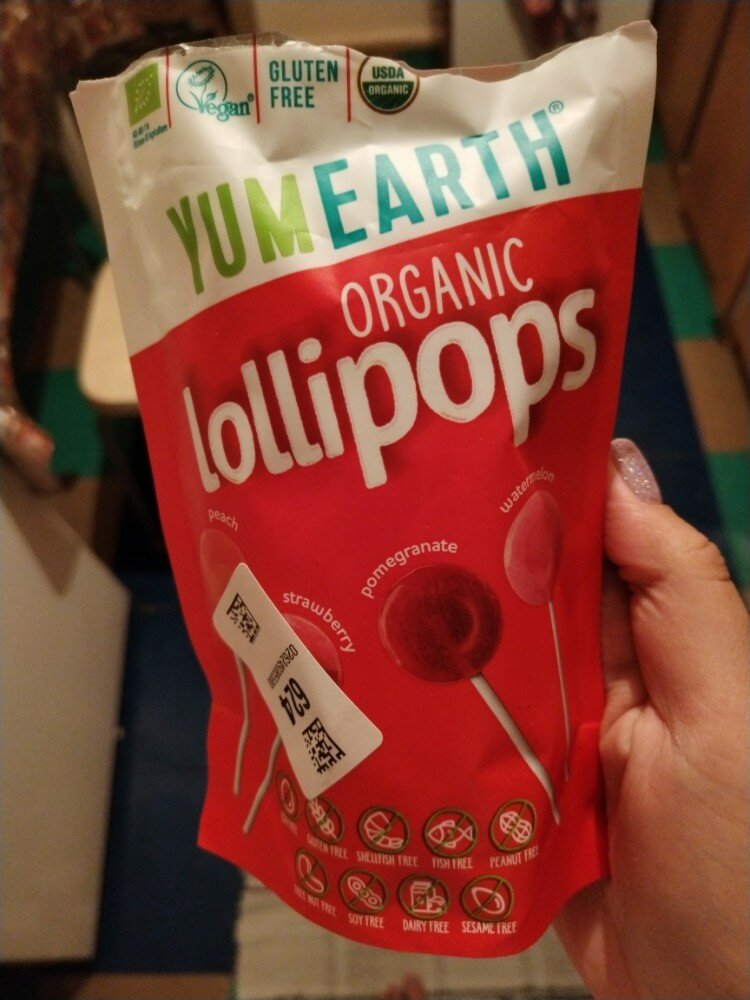 Vegan®
GLUTEN
FREE
USDA
ORGANIC
YUMEARTH®
ORGANIC
lollipops
peach
strawberry
pomegranate
watermelon
624
GLUTEN FREE
SHELLFISH FREE
FISH FREE
PEANUT FREE
TREE NUT FREE
SOY FREE
DAIRY FREE
SESAME FREE